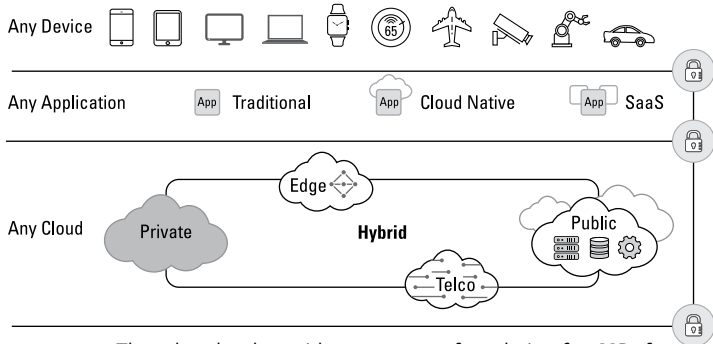 Any Device
65
Any Application
App Traditional
App Cloud Native
App SaaS
Any Cloud
Private
Edge
Hybrid
Public
Telco